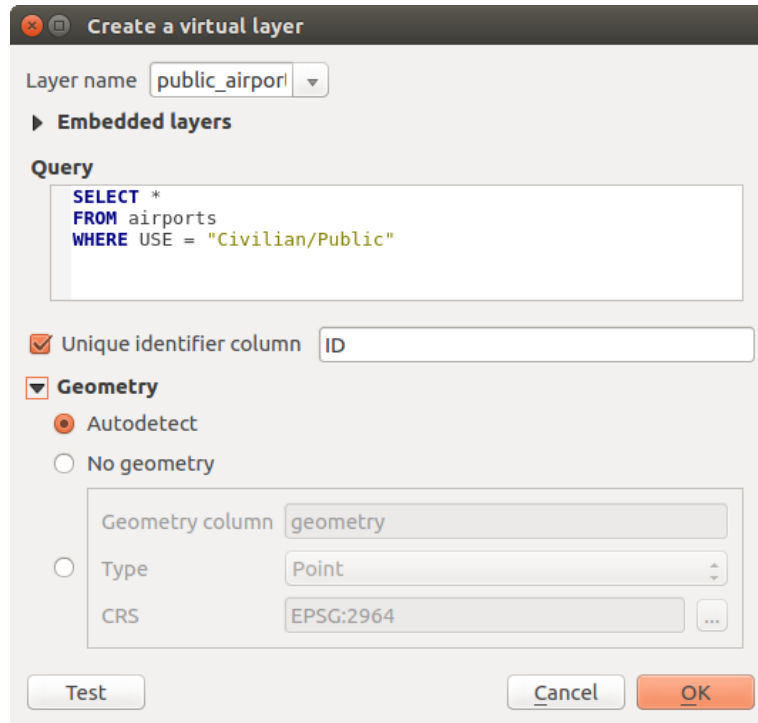 Create a virtual layer
Layer name public_airport
Embedded layers
Query
SELECT *
FROM airports
WHERE USE = "Civilian/Public"
Unique identifier column ID
Geometry
Autodetect
No geometry
Geometry column geometry
Type Point
CRS EPSG:2964 ...
Test Cancel OK